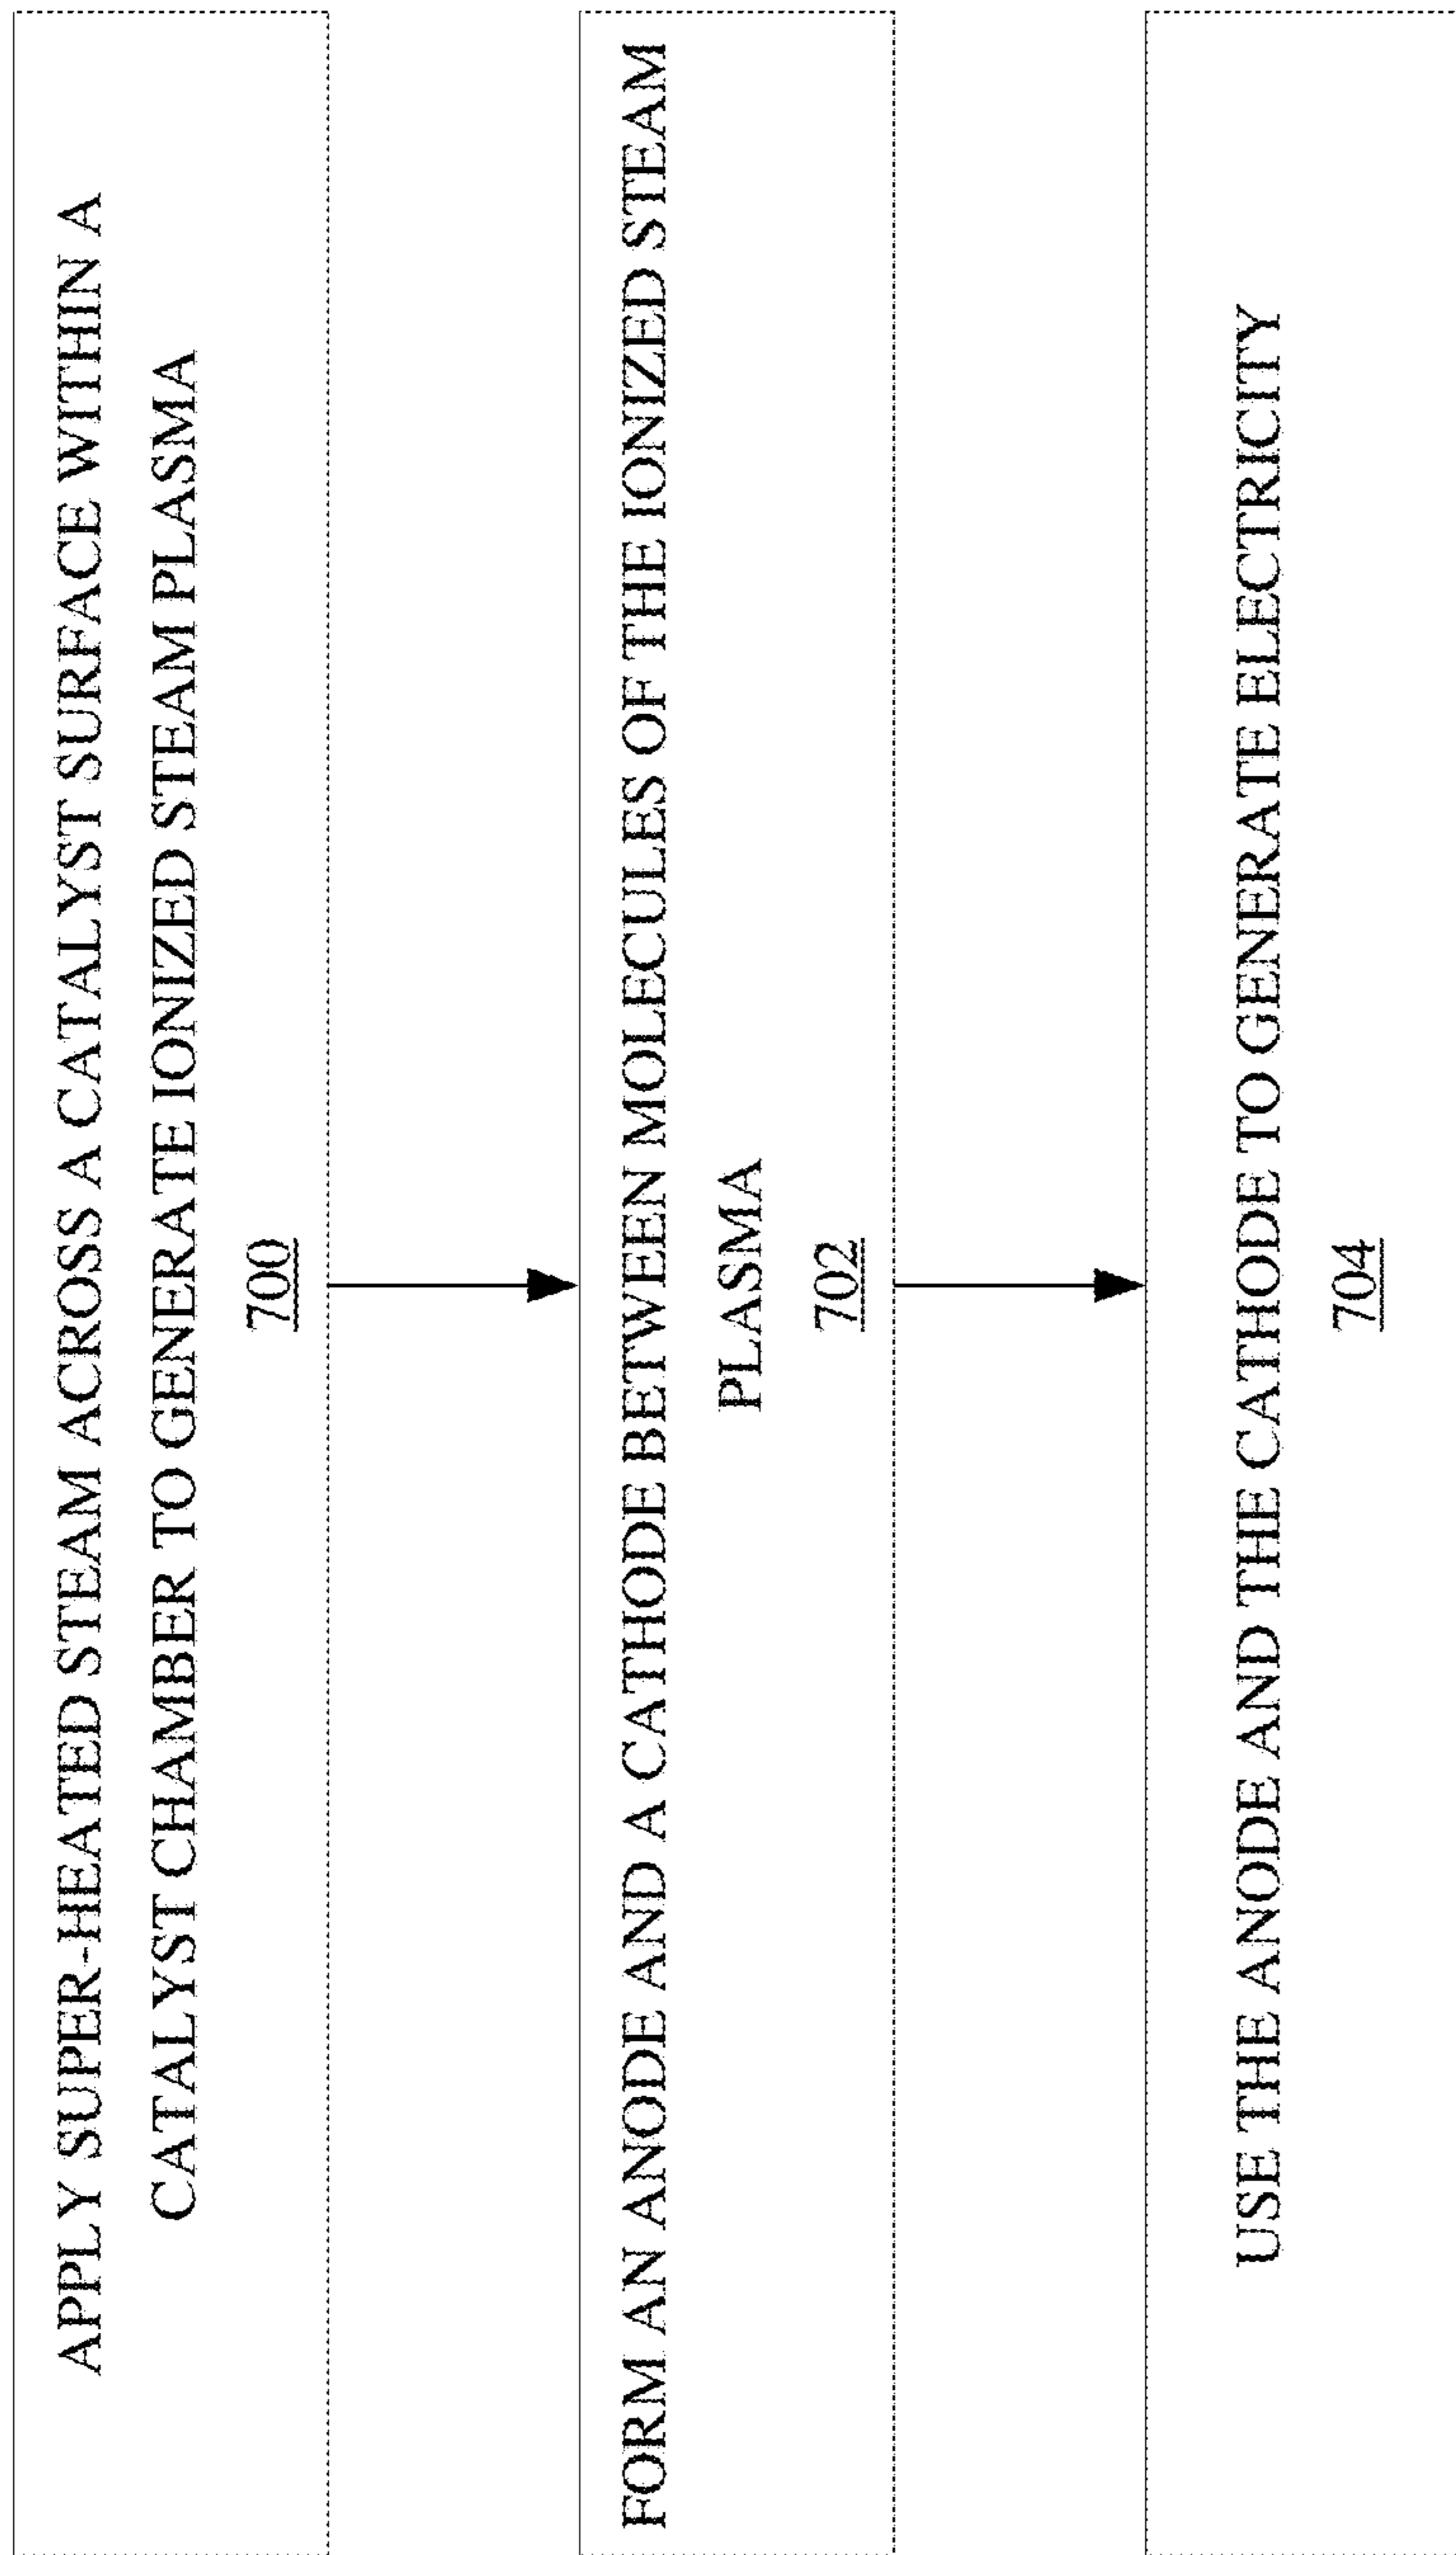 APPLY SUPER-HEATED STEAM ACROSS A CATALYST SURFACE WITHIN A
CATALYST CHAMBER TO GENERATE IONIZED STEAM PLASMA
700
FORM AN ANODE AND A CATHODE BETWEEN MOLECULES OF THE IONIZED STEAM
PLASMA
702
USE THE ANODE AND THE CATHODE TO GENERATE ELECTRICITY
704